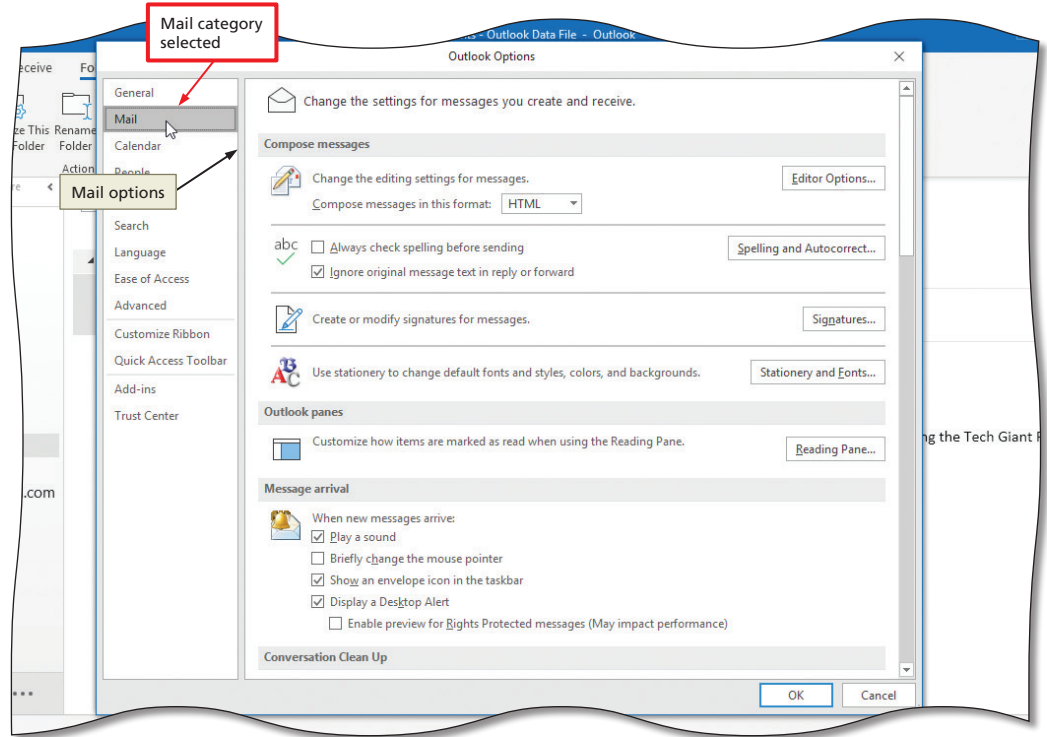 Mail category
selected
- Outlook Data File - Outlook
Outlook Options
eceive
Fo
ze This Rename
Folder Folder
Action
re
.com
General
Mail
Calendar
People
Mail options
Search
Language
Ease of Access
Advanced
Customize Ribbon
Quick Access Toolbar
Add-ins
Trust Center
Change the settings for messages you create and receive.
Compose messages
Change the editing settings for messages.
Editor Options...
Compose messages in this format: HTML
abc
Always check spelling before sending
Spelling and Autocorrect...
Ignore original message text in reply or forward
Create or modify signatures for messages.
Signatures...
ABC
Use stationery to change default fonts and styles, colors, and backgrounds.
Stationery and Fonts...
Outlook panes
Customize how items are marked as read when using the Reading Pane.
Reading Pane...
Message arrival
When new messages arrive:
Play a sound
Briefly change the mouse pointer
Show an envelope icon in the taskbar
Display a Desktop Alert
Enable preview for Rights Protected messages (May impact performance)
Conversation Clean Up
OK
Cancel
ng the Tech Giant